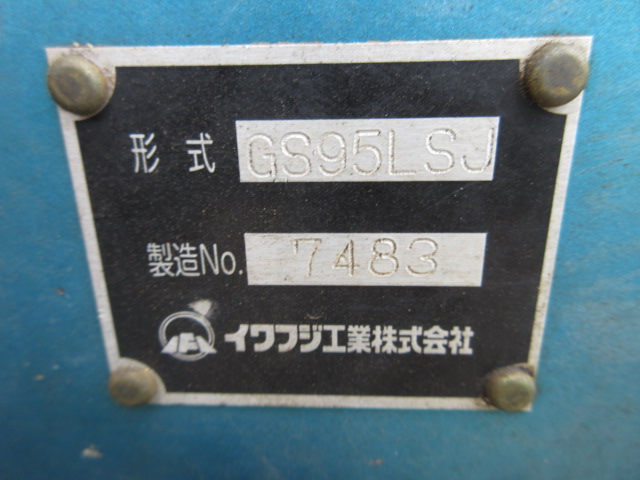 形式 GS95LSJ
製造No. 7483
イワフジ工業株式会社